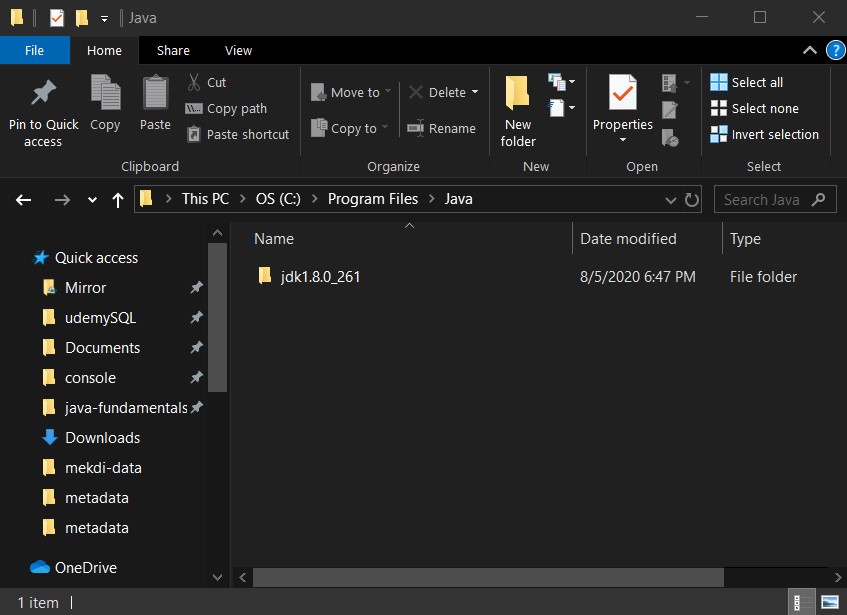 Java
File Home Share View
Pin to Quick access
Copy
Paste
Cut
Copy path
Paste shortcut
Clipboard
Move to
Copy to
Delete
Rename
Organize
New folder
New
Properties
Open
Select all
Select none
Invert selection
Select
This PC > OS (C:) > Program Files > Java
Search Java
Quick access
Mirror
udemySQL
Documents
console
java-fundamentals
Downloads
mekdi-data
metadata
metadata
OneDrive
Name Date modified Type
jdk1.8.0_261 8/5/2020 6:47 PM File folder
1 item